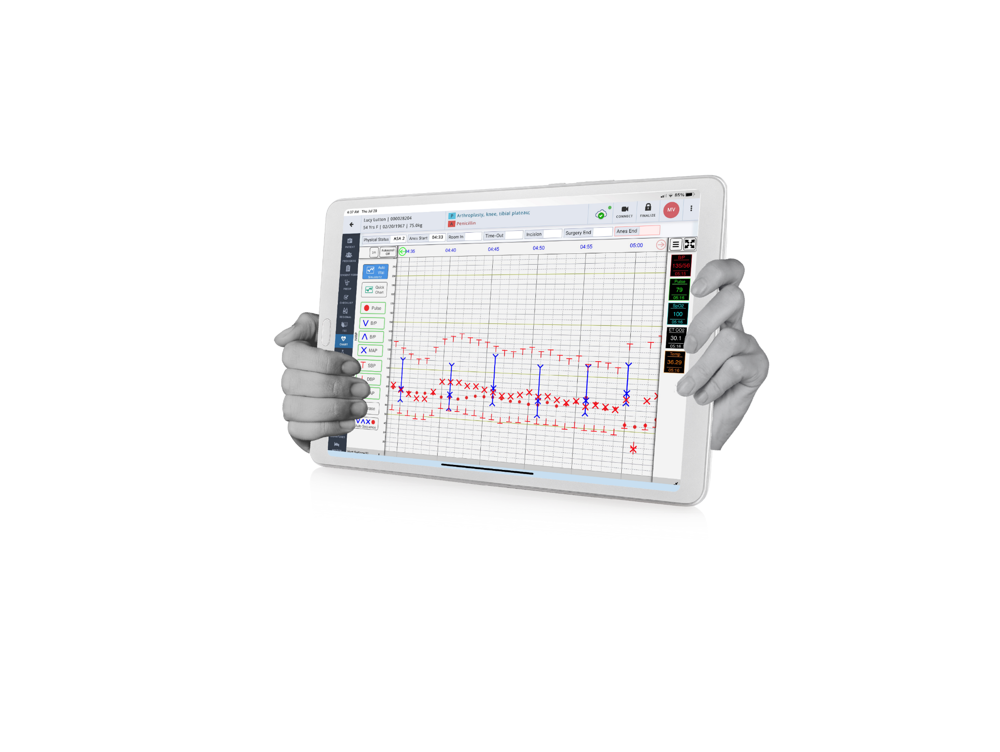 4:37 AM Thu Jul 29
85%
Lucy Lutton | 000028204
54 Yrs F | 02/20/1967 | 75.0kg
P Arthroplasty, knee, tibial plateau;
A Penicillin
CONNECT
FINALIZE
MV
Physical Status ASA 2 Anes Start 04:33 Room In Time-Out Incision Surgery End Anes End
1m
Autoscroll
Off
04:35 04:40 04:45 04:50 04:55 05:00
PATIENT
PROVIDERS
CONSENT FORM
PREOP
CHECKLIST
REGIONAL
TEE
CHART
Auto
Vital
Simulator12
Quick
Chart
Pulse
B/P
NIBP
B/P
MAP
SBP
DBP
AP
rase
Auto Sequence
B/P
135/56
05:15
Pulse
79
05:16
SpO2
100
05:16
ET CO2
30.1
05:16
Temp
36.29
05:16